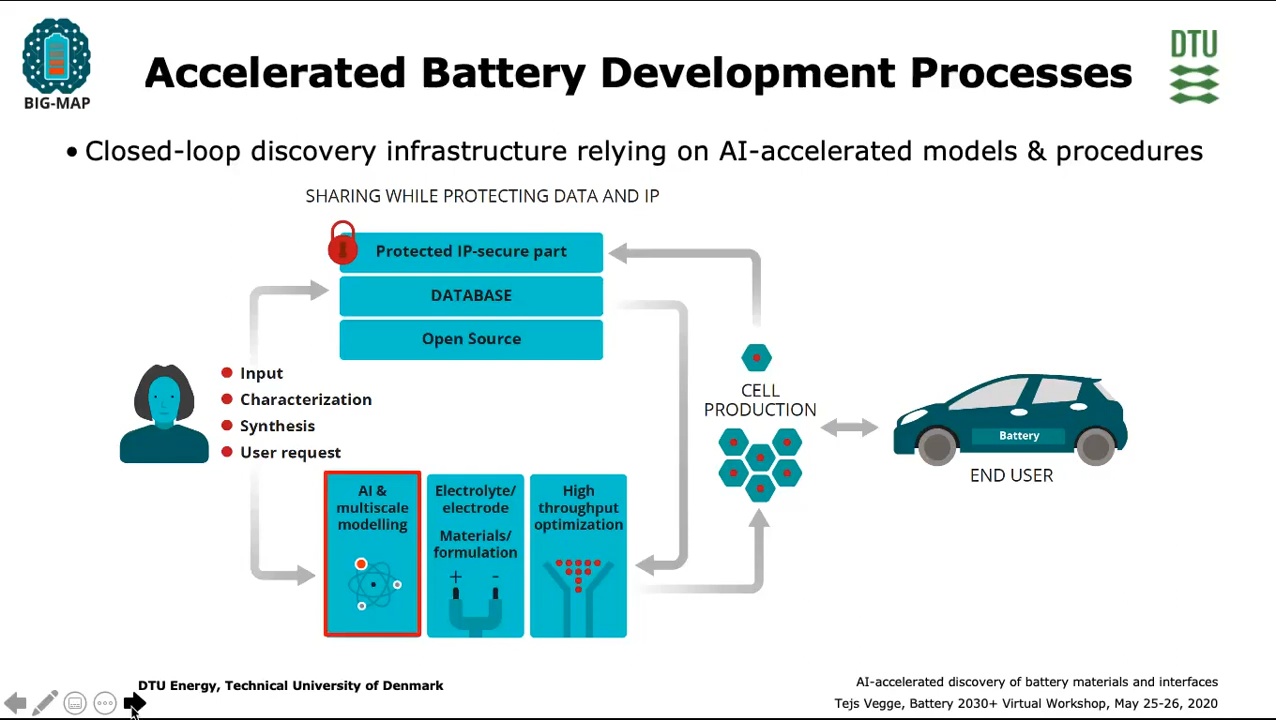 BIG-MAP
Accelerated Battery Development Processes
DTU
• Closed-loop discovery infrastructure relying on AI-accelerated models & procedures
SHARING WHILE PROTECTING DATA AND IP
Protected IP-secure part
DATABASE
Open Source
Input
Characterization
Synthesis
User request
CELL
PRODUCTION
Battery
END USER
AI &
multiscale
modelling
Electrolyte/
electrode
Materials/
formulation
+ -
High
throughput
optimization
DTU Energy, Technical University of Denmark
AI-accelerated discovery of battery materials and interfaces
Tejs Vegge, Battery 2030+ Virtual Workshop, May 25-26, 2020